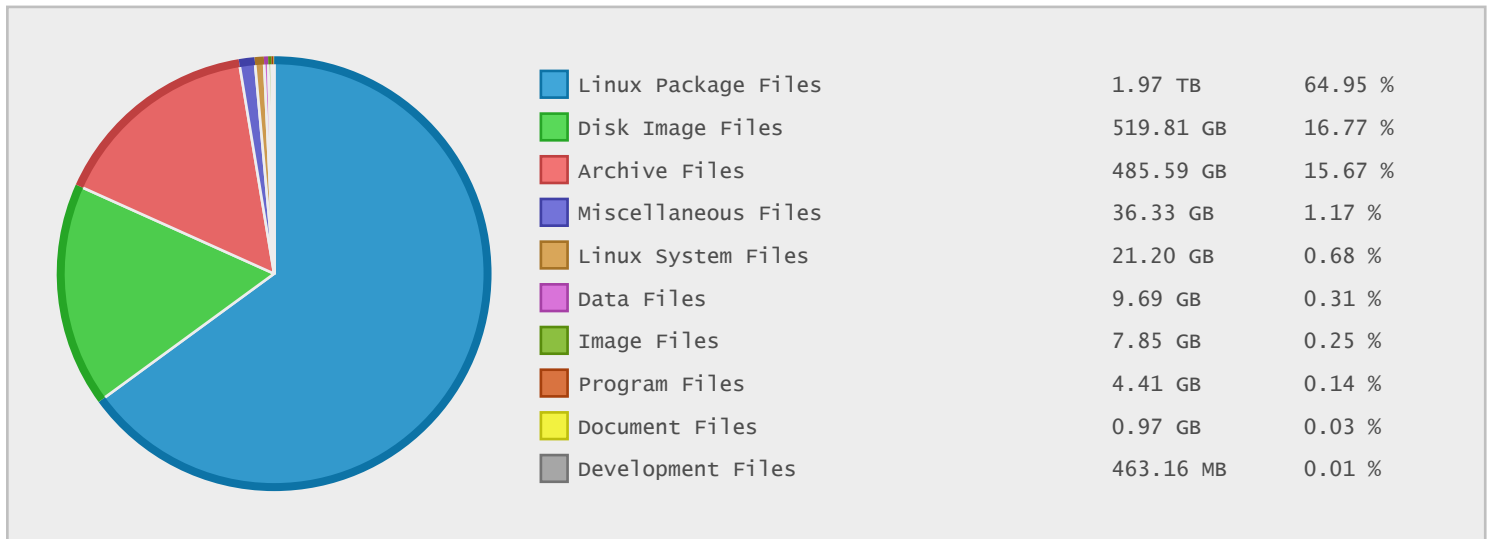 Linux Package Files 1.97 TB 64.95 %
Disk Image Files 519.81 GB 16.77 %
Archive Files 485.59 GB 15.67 %
Miscellaneous Files 36.33 GB 1.17 %
Linux System Files 21.20 GB 0.68 %
Data Files 9.69 GB 0.31 %
Image Files 7.85 GB 0.25 %
Program Files 4.41 GB 0.14 %
Document Files 0.97 GB 0.03 %
Development Files 463.16 MB 0.01 %